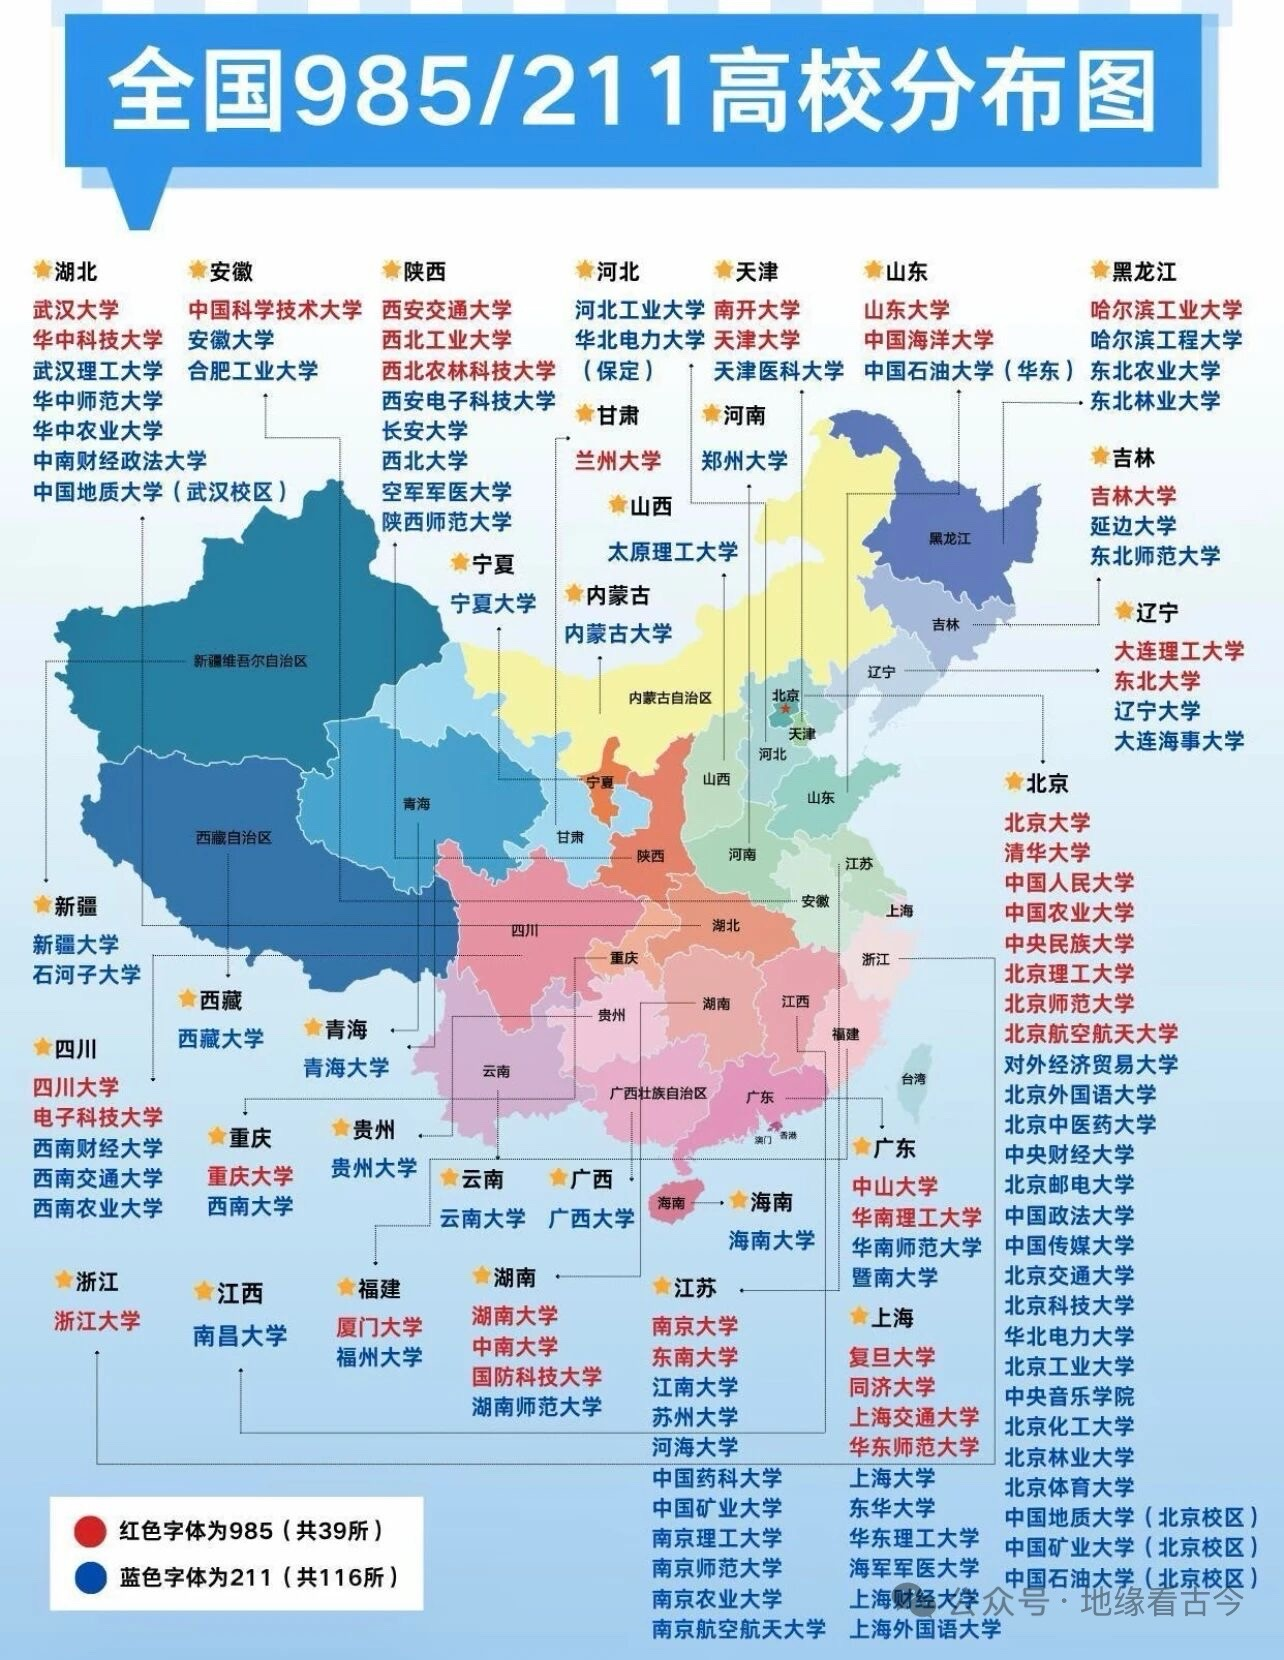 全国985/211高校分布图
湖北
武汉大学
华中科技大学
武汉理工大学
华中师范大学
华中农业大学
中南财经政法大学
中国地质大学（武汉校区）
安徽
中国科学技术大学
安徽大学
合肥工业大学
陕西
西安交通大学
西北工业大学
西北农林科技大学
西安电子科技大学
长安大学
西北大学
空军军医大学
陕西师范大学
河北
河北工业大学
华北电力大学
（保定）
天津
南开大学
天津大学
天津医科大学
山东
山东大学
中国海洋大学
中国石油大学（华东）
黑龙江
哈尔滨工业大学
哈尔滨工程大学
东北农业大学
东北林业大学
甘肃
兰州大学
河南
郑州大学
山西
太原理工大学
宁夏
宁夏大学
内蒙古
内蒙古大学
吉林
吉林大学
延边大学
东北师范大学
辽宁
大连理工大学
东北大学
辽宁大学
大连海事大学
黑龙江
吉林
辽宁
新疆维吾尔自治区
内蒙古自治区
北京
天津
河北
山西
山东
宁夏
青海
甘肃
西藏自治区
陕西
河南
江苏
安徽
上海
四川
湖北
重庆
浙江
贵州
湖南
江西
福建
云南
广西壮族自治区
广东
台湾
澳门
香港
海南
北京
北京大学
清华大学
中国人民大学
中国农业大学
中央民族大学
北京理工大学
北京师范大学
北京航空航天大学
对外经济贸易大学
北京外国语大学
北京中医药大学
中央财经大学
北京邮电大学
中国政法大学
中国传媒大学
北京交通大学
北京科技大学
华北电力大学
北京工业大学
中央音乐学院
北京化工大学
北京林业大学
北京体育大学
中国地质大学（北京校区）
中国矿业大学（北京校区）
中国石油大学（北京校区）
新疆
新疆大学
石河子大学
西藏
西藏大学
青海
青海大学
四川
四川大学
电子科技大学
西南财经大学
西南交通大学
西南农业大学
重庆
重庆大学
西南大学
贵州
贵州大学
云南
云南大学
广西
广西大学
海南
海南大学
广东
中山大学
华南理工大学
华南师范大学
暨南大学
浙江
浙江大学
江西
南昌大学
福建
厦门大学
福州大学
湖南
湖南大学
中南大学
国防科技大学
湖南师范大学
江苏
南京大学
东南大学
江南大学
苏州大学
河海大学
中国药科大学
中国矿业大学
南京理工大学
南京师范大学
南京农业大学
南京航空航天大学
上海
复旦大学
同济大学
上海交通大学
华东师范大学
上海大学
东华大学
华东理工大学
海军军医大学
上海财经大学
上海外国语大学
红色字体为985（共39所）
蓝色字体为211（共116所）
公众号·地缘看古今